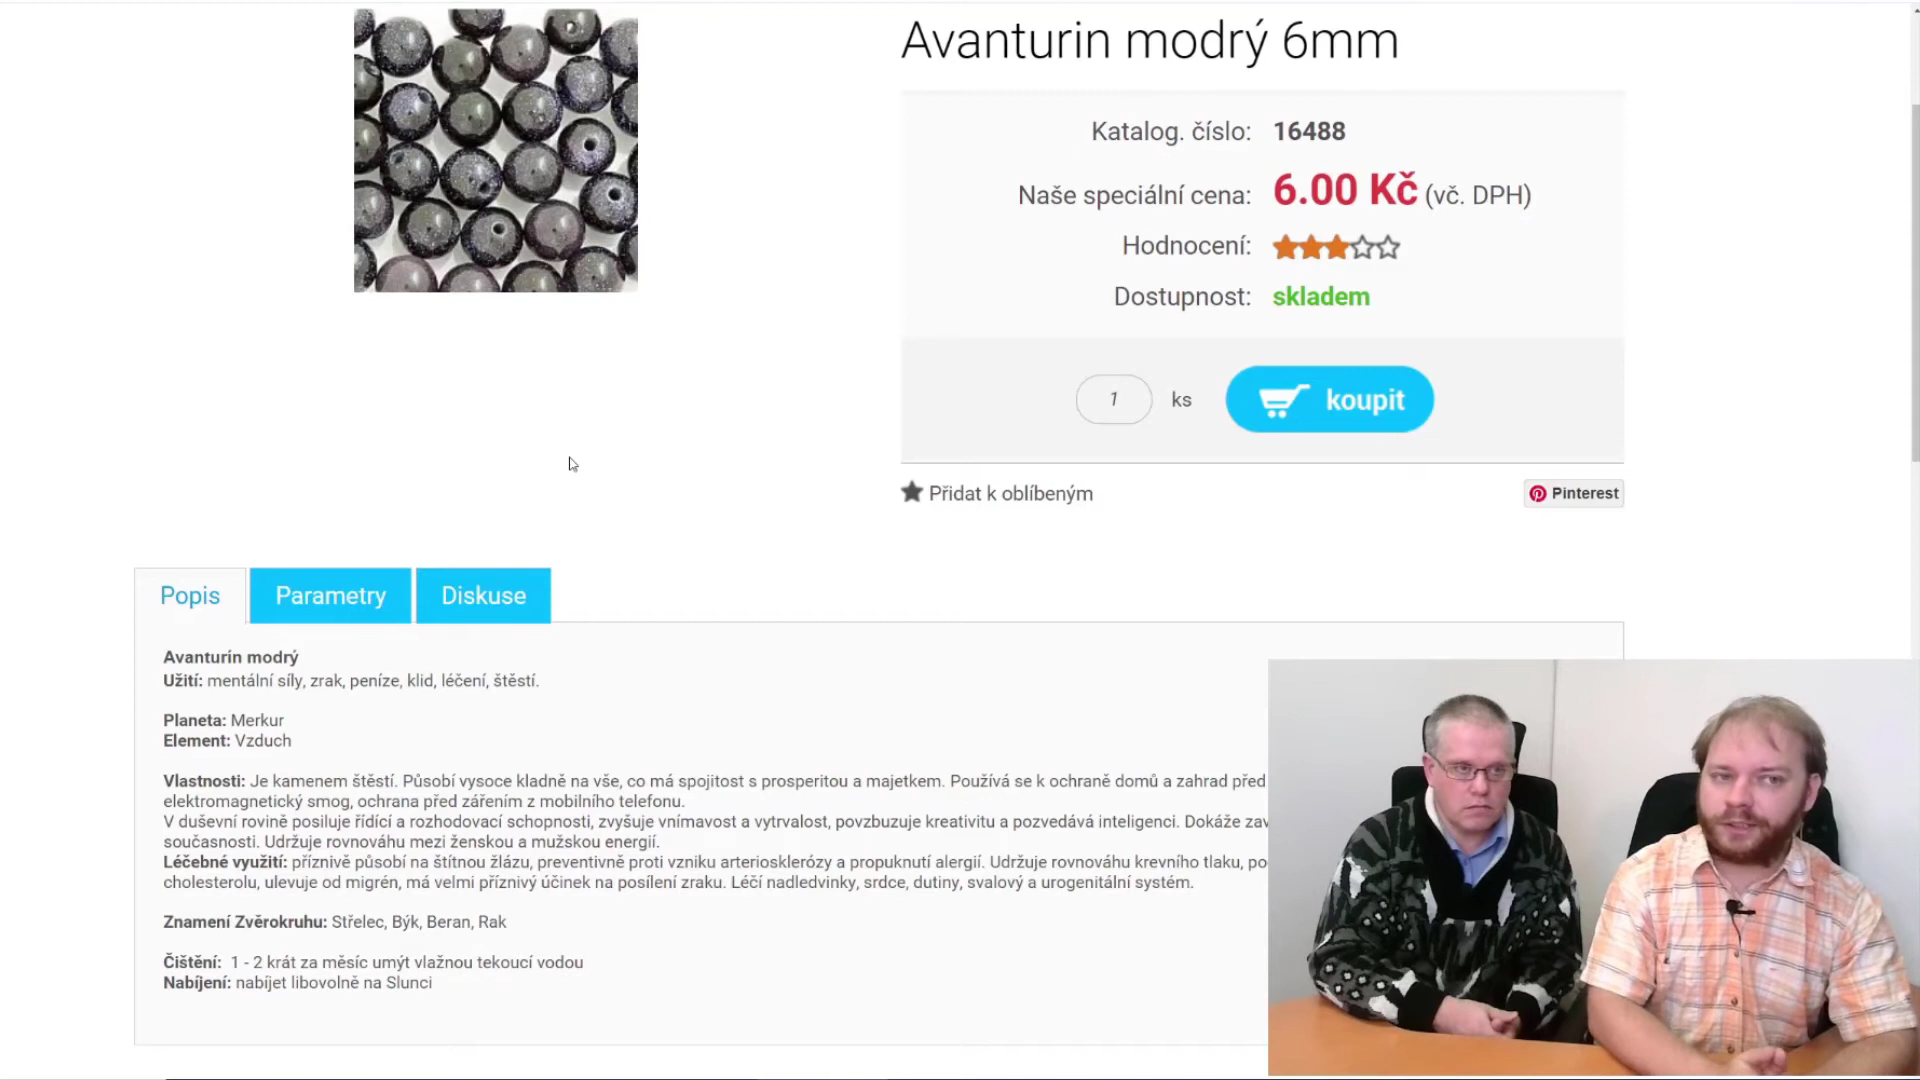 Avanturin modrý 6mm
Katalog. číslo: 16488
Naše speciální cena: 6.00 Kč (vč. DPH)
Hodnocení:
Dostupnost: skladem
1 ks koupit
Přidat k oblíbeným
Pinterest
Popis Parametry Diskuse
Avanturín modrý
Užití: mentální síly, zrak, peníze, klid, léčení, štěstí.
Planeta: Merkur
Element: Vzduch
Vlastnosti: Je kamenem štěstí. Působí vysoce kladně na vše, co má spojitost s prosperitou a majetkem. Používá se k ochraně domů a zahrad před
elektromagnetický smog, ochrana před zářením z mobilního telefonu.
V duševní rovině posiluje řídící a rozhodovací schopnosti, zvyšuje vnímavost a vytrvalost, povzbuzuje kreativitu a pozvedává inteligenci. Dokáže zav
současnosti. Udržuje rovnováhu mezi ženskou a mužskou energií.
Léčebné využití: příznivě působí na štítnou žlázu, preventivně proti vzniku arteriosklerózy a propuknutí alergií. Udržuje rovnováhu krevního tlaku, po
cholesterolu, ulevuje od migrén, má velmi příznivý účinek na posílení zraku. Léčí nadledvinky, srdce, dutiny, svalový a urogenitální systém.
Znamení Zvěrokruhu: Střelec, Býk, Beran, Rak
Čištění: 1 - 2 krát za měsíc umýt vlažnou tekoucí vodou
Nabíjení: nabíjet libovolně na Slunci